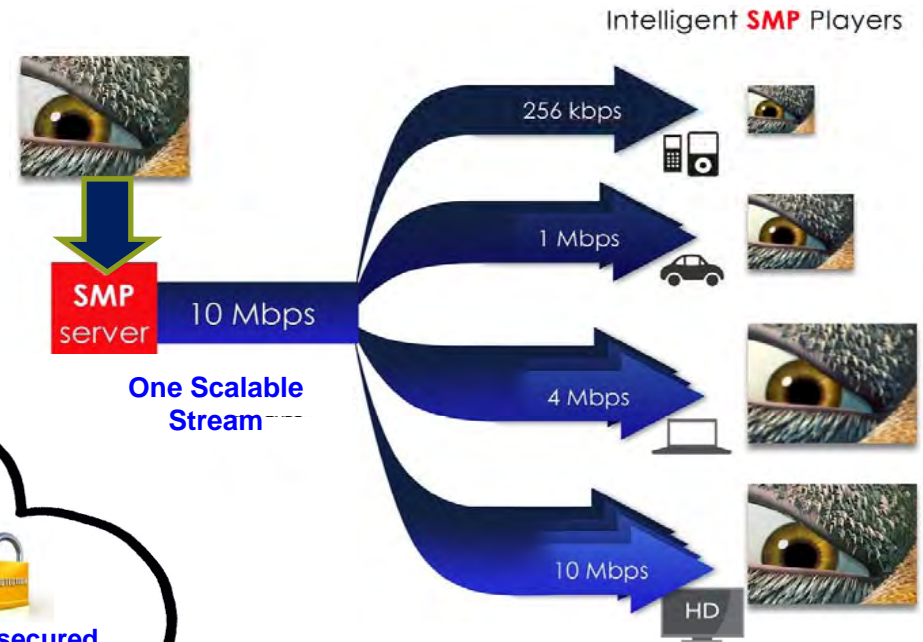 Intelligent SMP Players
256 kbps
1 Mbps
SMP
server
10 Mbps
One Scalable
Stream
4 Mbps
10 Mbps
HD
secured